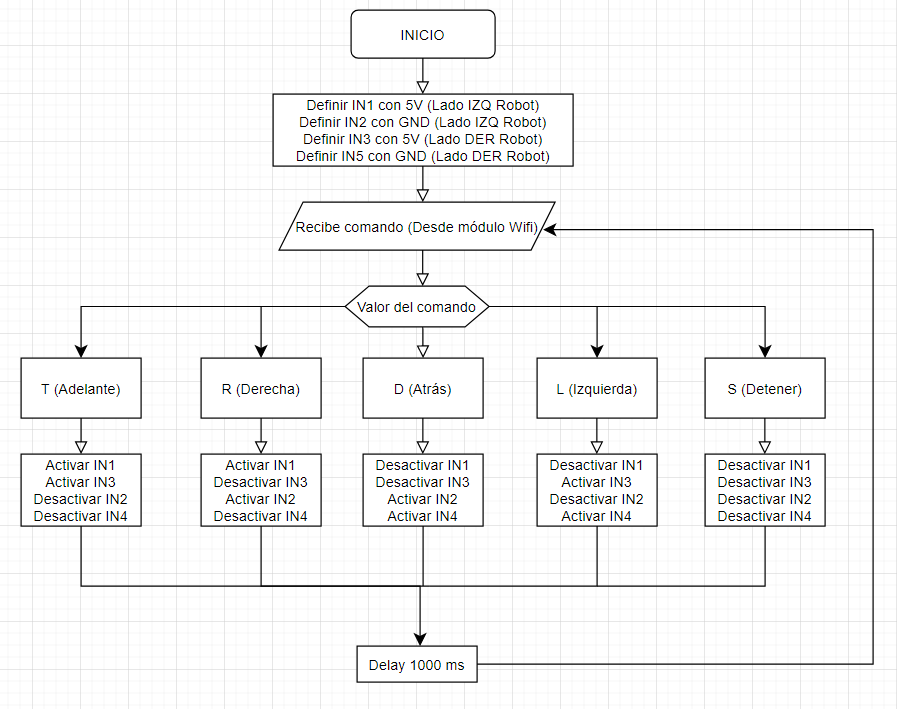 INICIO
Definir IN1 con 5V (Lado IZQ Robot)
Definir IN2 con GND (Lado IZQ Robot)
Definir IN3 con 5V (Lado DER Robot)
Definir IN5 con GND (Lado DER Robot)
Recibe comando (Desde módulo Wifi)
Valor del comando
T (Adelante)
R (Derecha)
D (Atrás)
L (Izquierda)
S (Detener)
Activar IN1
Activar IN3
Desactivar IN2
Desactivar IN4
Activar IN1
Desactivar IN3
Activar IN2
Desactivar IN4
Desactivar IN1
Desactivar IN3
Activar IN2
Activar IN4
Desactivar IN1
Activar IN3
Desactivar IN2
Activar IN4
Desactivar IN1
Desactivar IN3
Desactivar IN2
Desactivar IN4
Delay 1000 ms